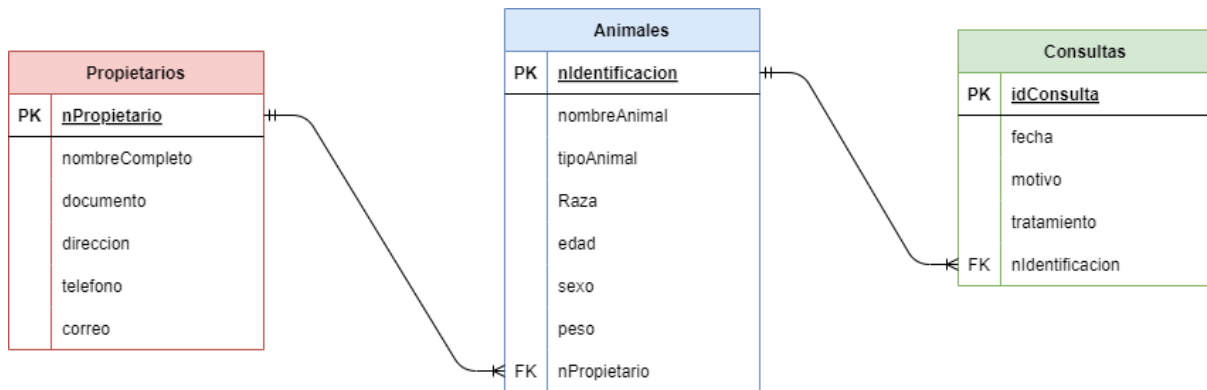 Propietarios
PK nPropietario
nombreCompleto
documento
direccion
telefono
correo
Animales
PK nIdentificacion
nombreAnimal
tipoAnimal
Raza
edad
sexo
peso
FK nPropietario
Consultas
PK idConsulta
fecha
motivo
tratamiento
FK nIdentificacion